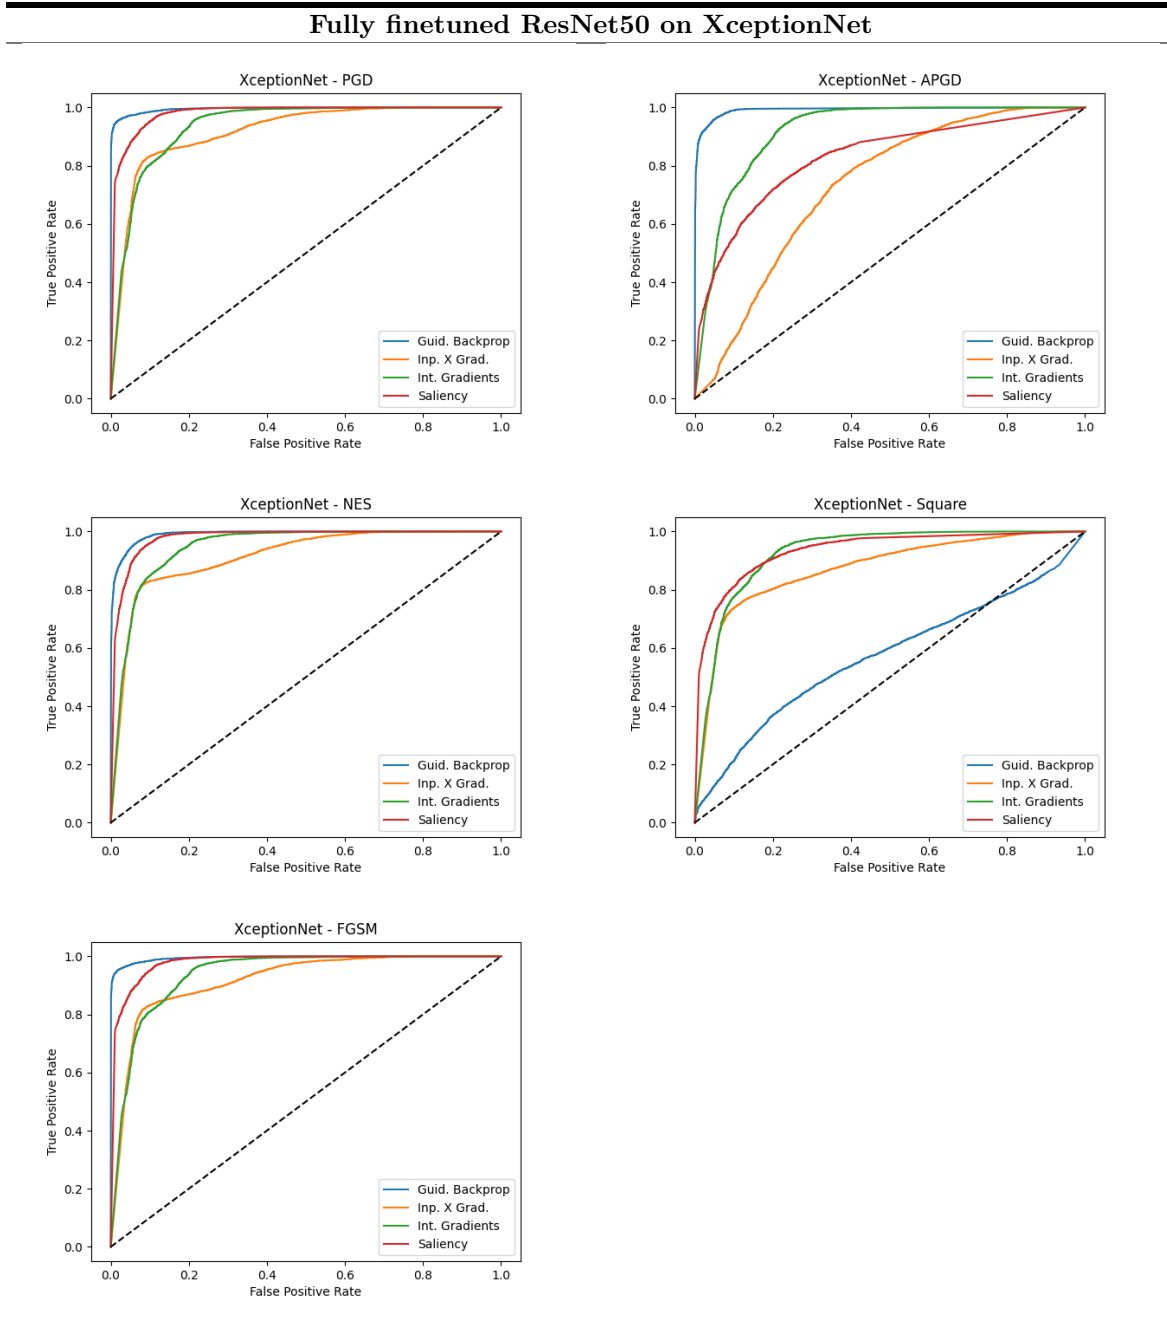 Fully finetuned ResNet50 on XceptionNet
XceptionNet - PGD
1.0
0.8
0.6
0.4
0.2
0.0
True Positive Rate
0.0 0.2 0.4 0.6 0.8 1.0
False Positive Rate
Guid. Backprop
Inp. X Grad.
Int. Gradients
Saliency
XceptionNet - APGD
1.0
0.8
0.6
0.4
0.2
0.0
True Positive Rate
0.0 0.2 0.4 0.6 0.8 1.0
False Positive Rate
Guid. Backprop
Inp. X Grad.
Int. Gradients
Saliency
XceptionNet - NES
1.0
0.8
0.6
0.4
0.2
0.0
True Positive Rate
0.0 0.2 0.4 0.6 0.8 1.0
False Positive Rate
Guid. Backprop
Inp. X Grad.
Int. Gradients
Saliency
XceptionNet - Square
1.0
0.8
0.6
0.4
0.2
0.0
True Positive Rate
0.0 0.2 0.4 0.6 0.8 1.0
False Positive Rate
Guid. Backprop
Inp. X Grad.
Int. Gradients
Saliency
XceptionNet - FGSM
1.0
0.8
0.6
0.4
0.2
0.0
True Positive Rate
0.0 0.2 0.4 0.6 0.8 1.0
False Positive Rate
Guid. Backprop
Inp. X Grad.
Int. Gradients
Saliency